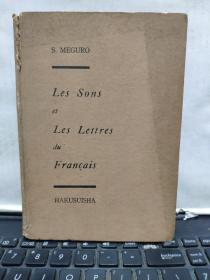 S. MEGURO
Les Sons
et
Les Lettres
du
Français
HAKUSUISHA